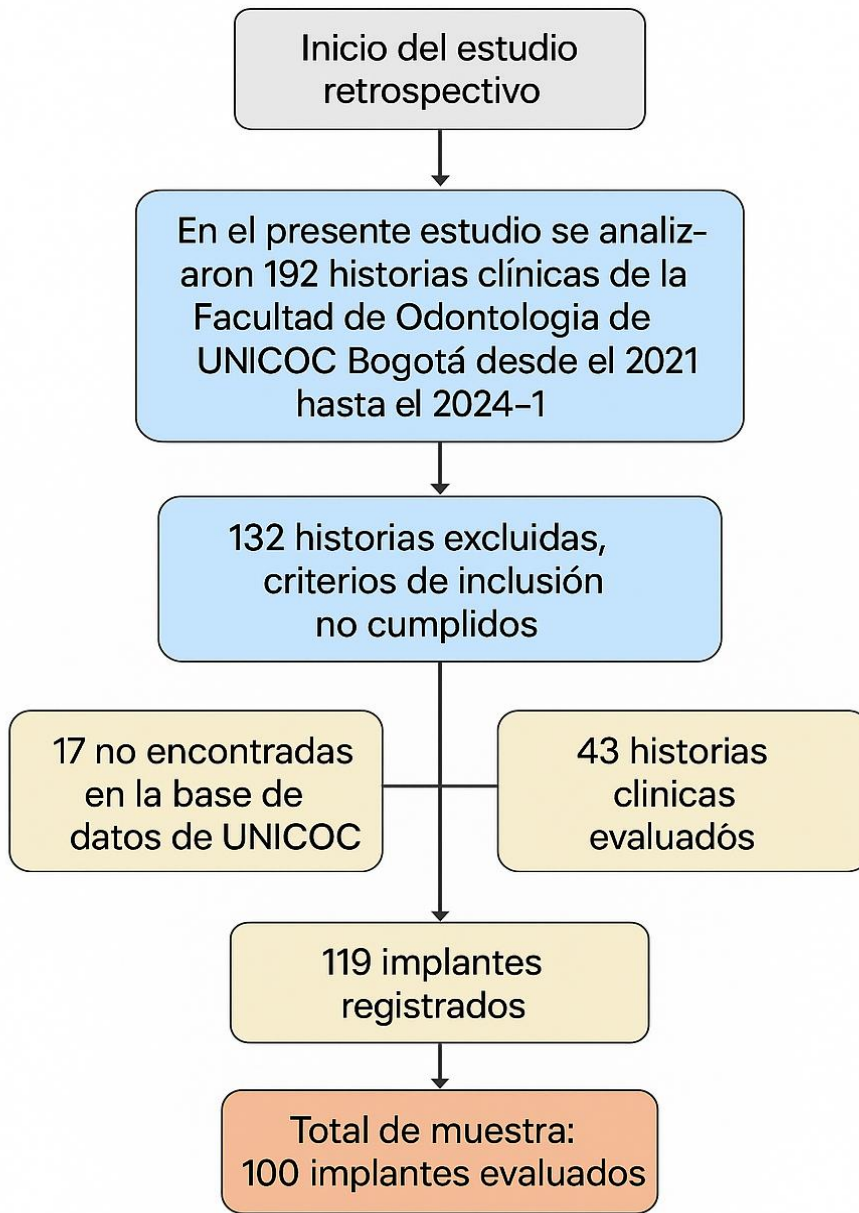 Inicio del estudio
retrospectivo
En el presente estudio se analiz-
aron 192 historias clínicas de la
Facultad de Odontologia de
UNICOC Bogotá desde el 2021
hasta el 2024-1
132 historias excluidas,
criterios de inclusión
no cumplidos
17 no encontradas
en la base de
datos de UNICOC
43 historias
clinicas
evaluadós
119 implantes
registrados
Total de muestra:
100 implantes evaluados